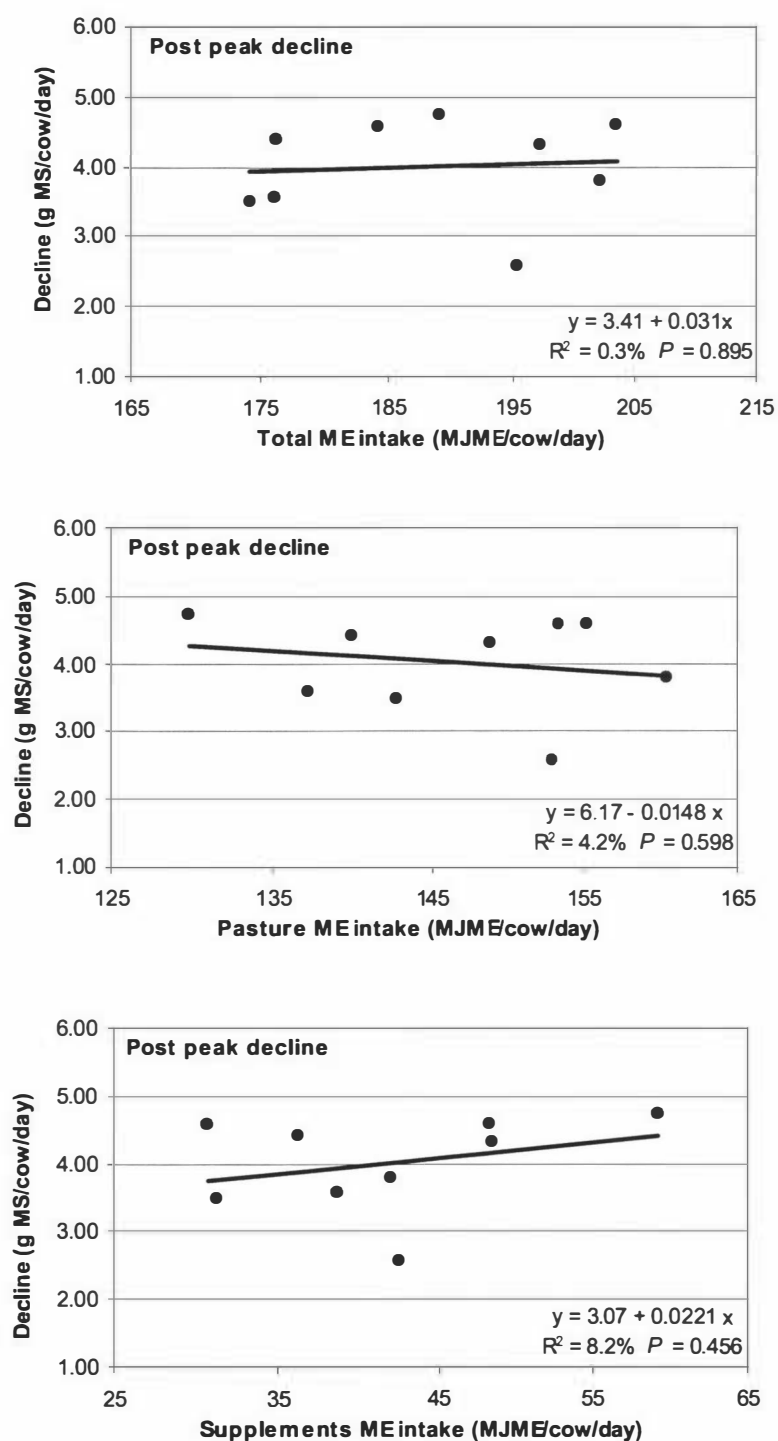 Post peak decline
6.00
5.00
4.00
3.00
2.00
1.00
Decline (g MS/cow/day)
y = 3.41 + 0.031x
R² = 0.3% P = 0.895
165 175 185 195 205 215
Total ME intake (MJME/cow/day)
Post peak decline
6.00
5.00
4.00
3.00
2.00
1.00
Decline (g MS/cow/day)
y = 6.17 - 0.0148 x
R² = 4.2% P = 0.598
125 135 145 155 165
Pasture ME intake (MJME/cow/day)
Post peak decline
6.00
5.00
4.00
3.00
2.00
1.00
Decline (g MS/cow/day)
y = 3.07 + 0.0221 x
R² = 8.2% P = 0.456
25 35 45 55 65
Supplements ME intake (MJME/cow/day)